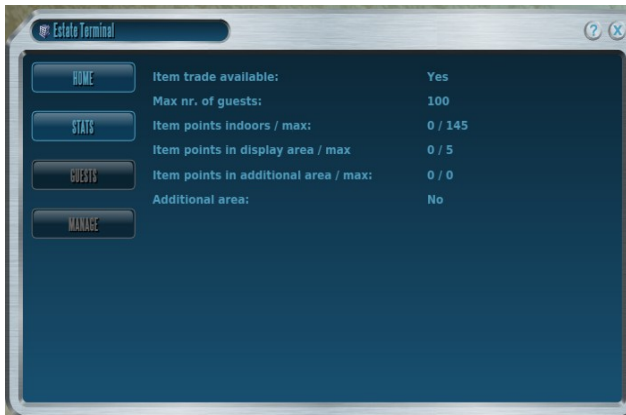 Estate Terminal
? X
HOME
STATS
GUESTS
MANAGE
Item trade available: Yes
Max nr. of guests: 100
Item points indoors / max: 0 / 145
Item points in display area / max 0 / 5
Item points in additional area / max: 0 / 0
Additional area: No